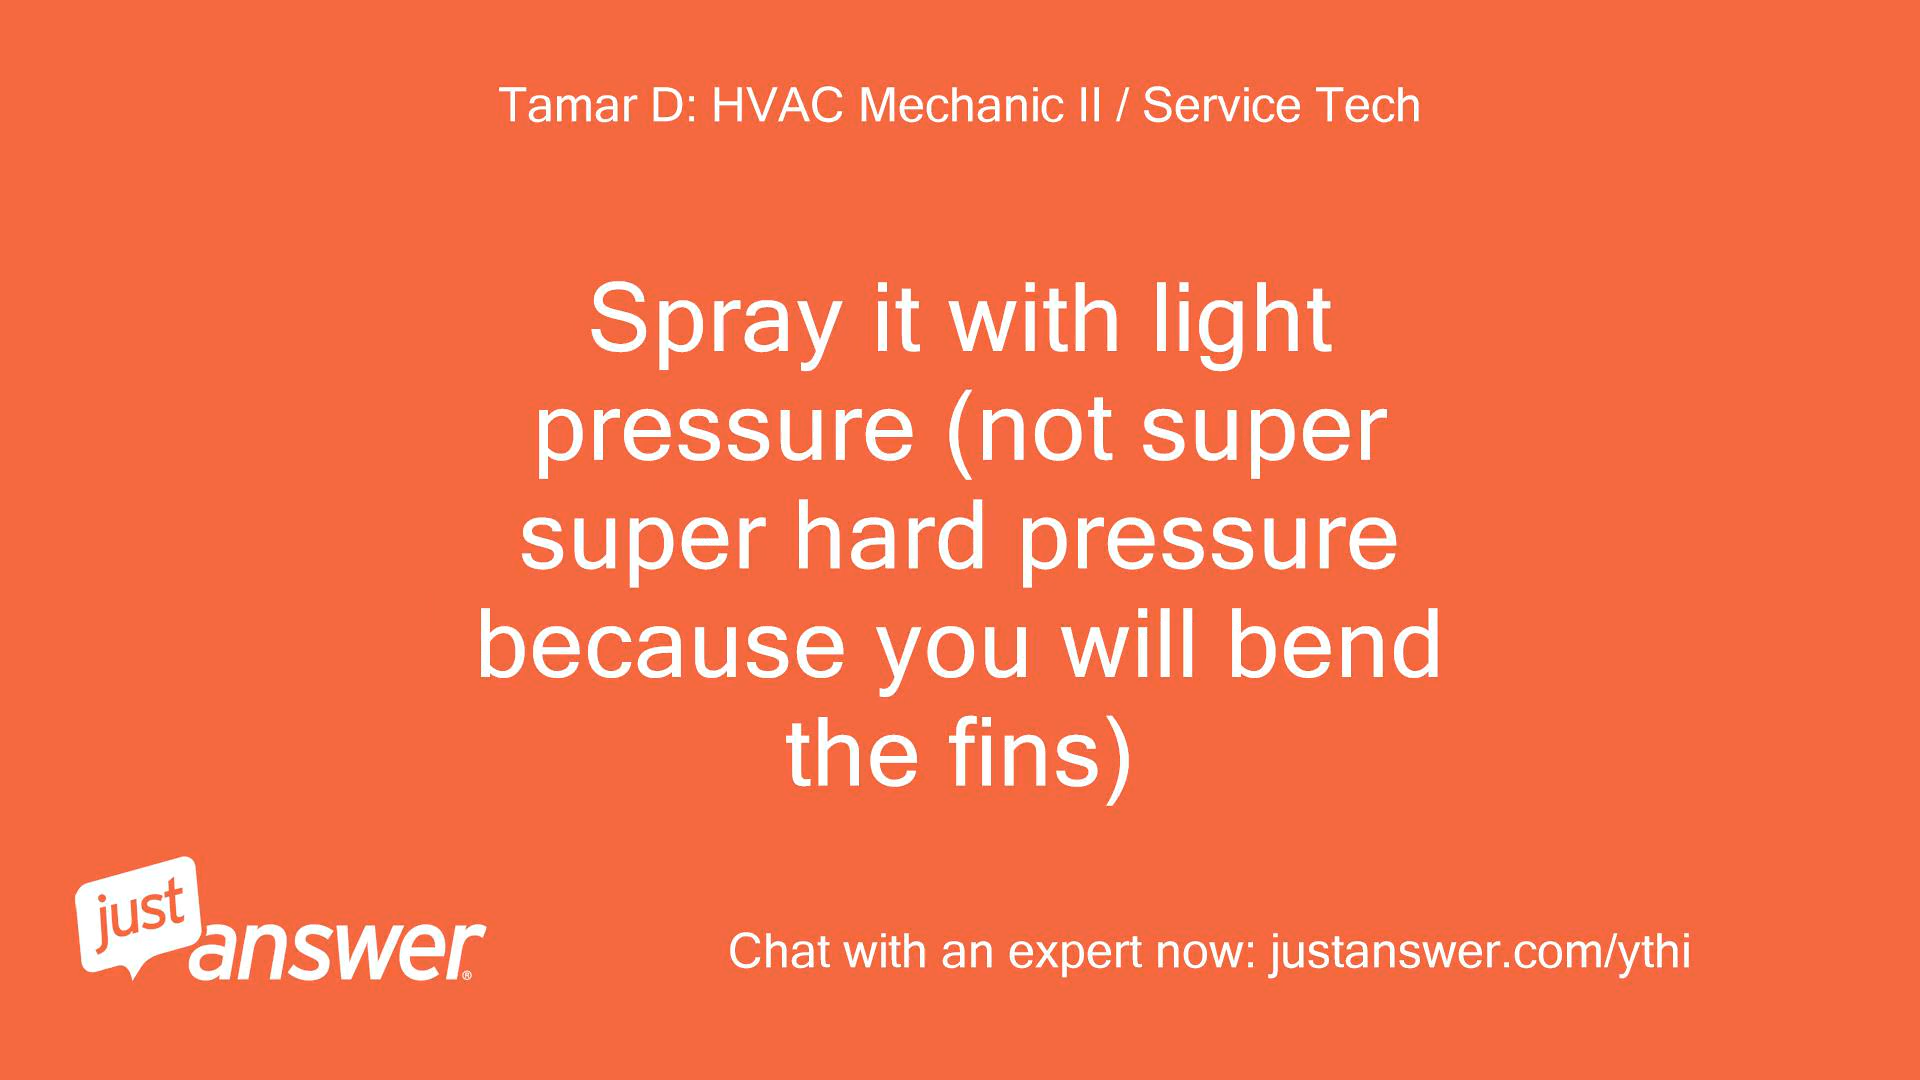 Tamar D: HVAC Mechanic II / Service Tech
Spray it with light
pressure (not super
super hard pressure
because you will bend
the fins)
just
answer®
Chat with an expert now: justanswer.com/ythi